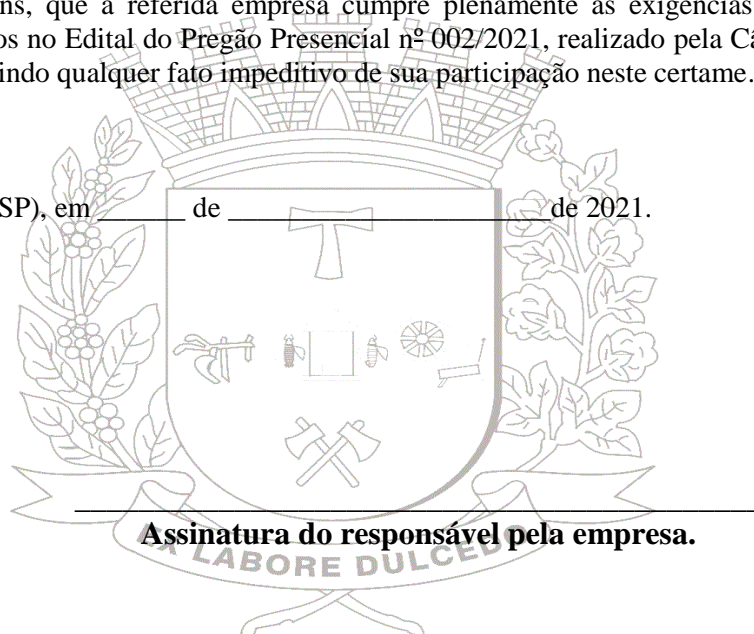 ns, que a referida empresa cumpre plenamente as exigências
os no Edital do Pregão Presencial nº 002/2021, realizado pela Câ
indo qualquer fato impeditivo de sua participação neste certame.
SP), em ______ de ______________________de 2021.
Assinatura do responsável pela empresa.
EX LABORE DULCEDO